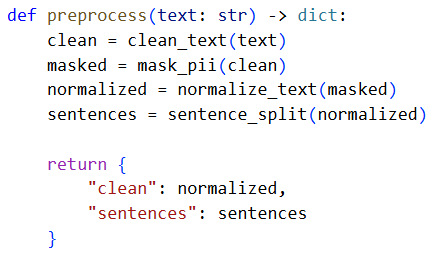 def preprocess(text: str) -> dict:
    clean = clean_text(text)
    masked = mask_pii(clean)
    normalized = normalize_text(masked)
    sentences = sentence_split(normalized)

    return {
        "clean": normalized,
        "sentences": sentences
    }